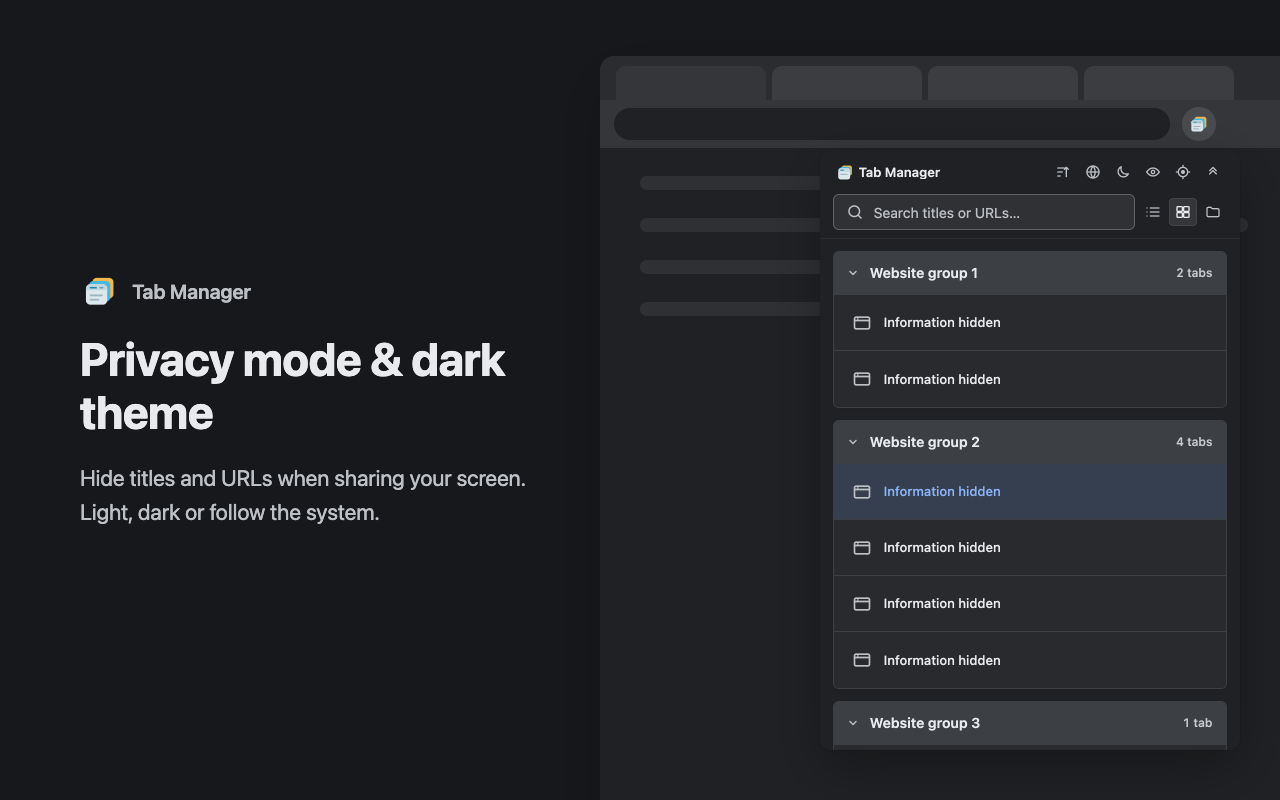 Tab Manager
Privacy mode & dark
theme
Hide titles and URLs when sharing your screen.
Light, dark or follow the system.
Tab Manager
Search titles or URLs...
Website group 1
2 tabs
Information hidden
Information hidden
Website group 2
4 tabs
Information hidden
Information hidden
Information hidden
Information hidden
Website group 3
1 tab